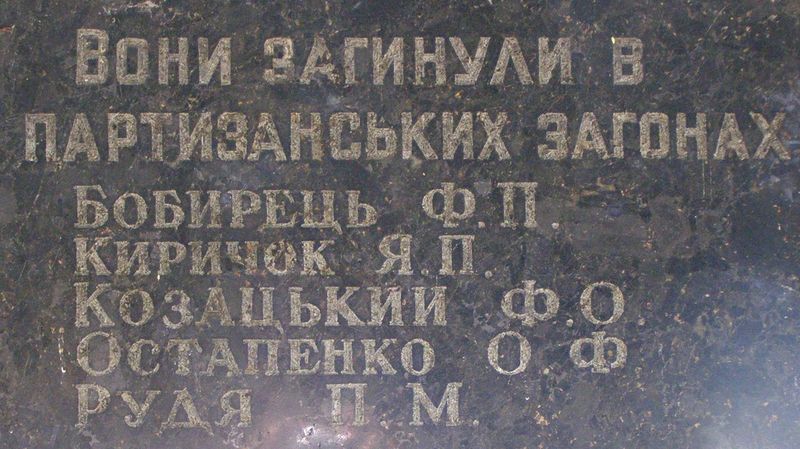 Вони загинули в
партизанських загонах
Бобирець Ф.П
Киричок Я.П.
Козацький Ф.О.
Остапенко О.Ф
Рудя П.М.